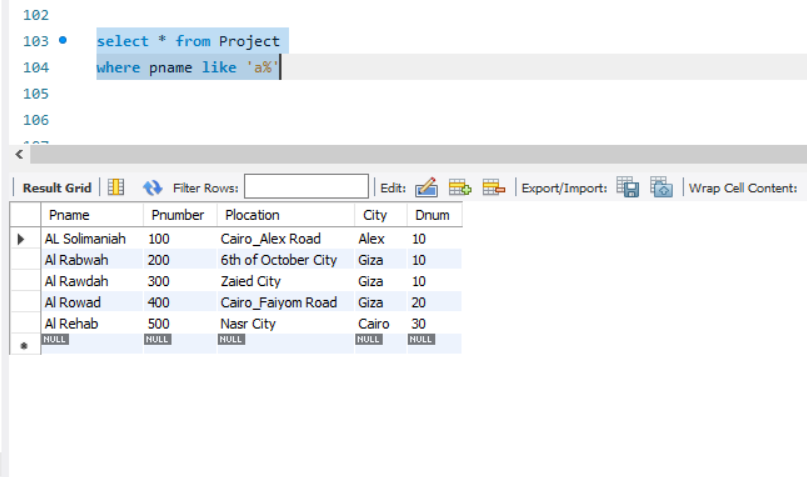 102
103 select * from Project
104 where pname like 'a%'
105
106
Result Grid Filter Rows: Edit: Export/Import: Wrap Cell Content:
Pname Pnumber Plocation City Dnum
AL Solimaniah 100 Cairo_Alex Road Alex 10
Al Rabwah 200 6th of October City Giza 10
Al Rawdah 300 Zaied City Giza 10
Al Rowad 400 Cairo_Faiyom Road Giza 20
Al Rehab 500 Nasr City Cairo 30
NULL NULL NULL NULL NULL